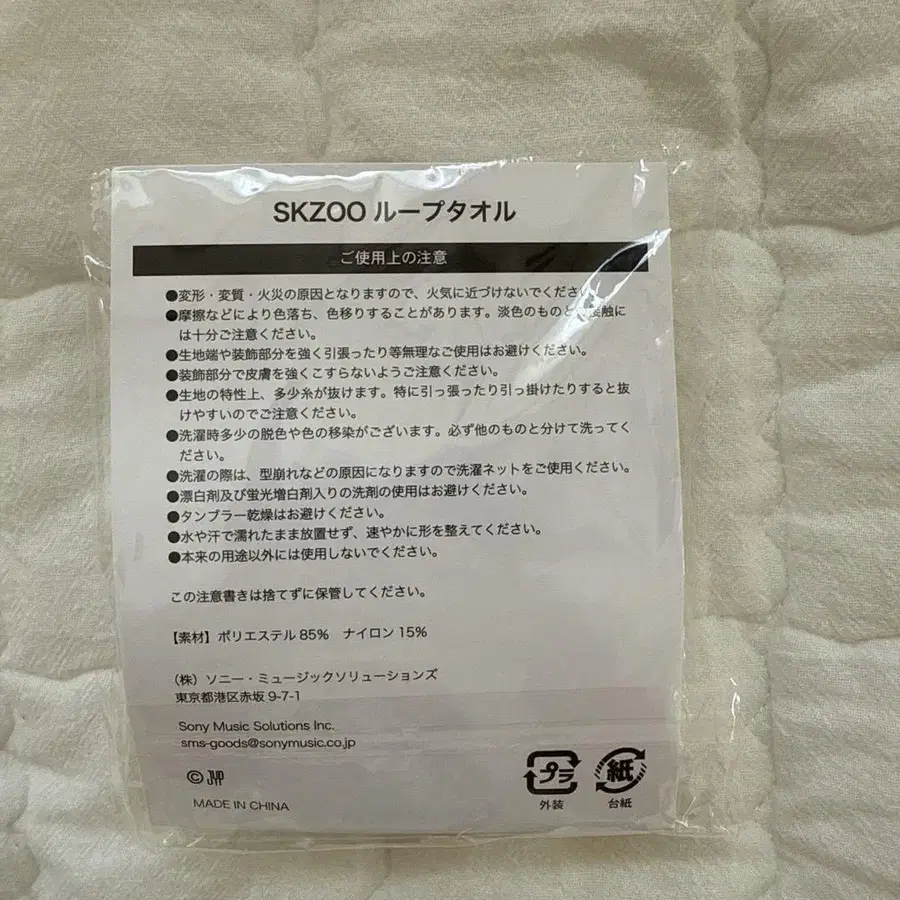 SKZOO ループタオル
ご使用上の注意
●変形・変質・火災の原因となりますので、火気に近づけないでください。
●摩擦などにより色落ち、色移りすることがあります。淡色のものと 接触に
は十分ご注意ください。
●生地端や装飾部分を強く引張ったり等無理なご使用はお避けください。
●装飾部分で皮膚を強くこすらないようご注意ください。
●生地の特性上、多少糸が抜けます。特に引っ張ったり引っ掛けたりすると抜
けやすいのでご注意ください。
●洗濯時多少の脱色や色の移染がございます。必ず他のものと分けて洗ってく
ださい。
●洗濯の際は、型崩れなどの原因になりますので洗濯ネットをご使用ください。
●漂白剤及び蛍光増白剤入りの洗剤の使用はお避けください。
●タンブラー乾燥はお避けください。
●水や汗で濡れたまま放置せず、速やかに形を整えてください。
●本来の用途以外には使用しないでください。
この注意書きは捨てずに保管してください。
【素材】ポリエステル 85%　ナイロン 15%
（株）ソニー・ミュージックソリューションズ
東京都港区赤坂 9-7-1
Sony Music Solutions Inc.
sms-goods@sonymusic.co.jp
© JYP
MADE IN CHINA
プラ
外装
紙
台紙